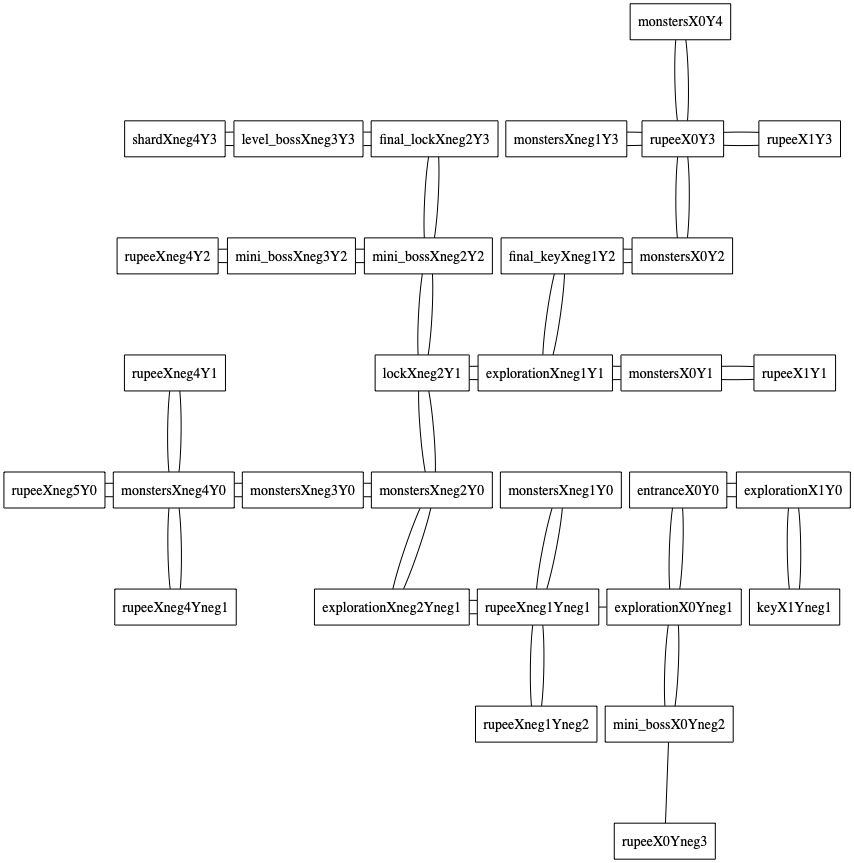 monstersX0Y4
shardXneg4Y3
level_bossXneg3Y3
final_lockXneg2Y3
monstersXneg1Y3
rupeeX0Y3
rupeeX1Y3
rupeeXneg4Y2
mini_bossXneg3Y2
mini_bossXneg2Y2
final_keyXneg1Y2
monstersX0Y2
rupeeXneg4Y1
lockXneg2Y1
explorationXneg1Y1
monstersX0Y1
rupeeX1Y1
rupeeXneg5Y0
monstersXneg4Y0
monstersXneg3Y0
monstersXneg2Y0
monstersXneg1Y0
entranceX0Y0
explorationX1Y0
rupeeXneg4Yneg1
explorationXneg2Yneg1
rupeeXneg1Yneg1
explorationX0Yneg1
keyX1Yneg1
rupeeXneg1Yneg2
mini_bossX0Yneg2
rupeeX0Yneg3